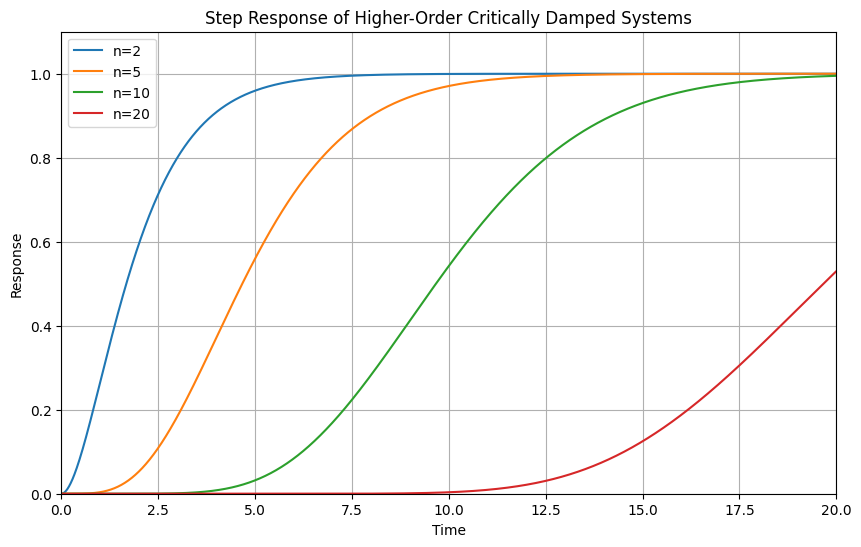 Step Response of Higher-Order Critically Damped Systems
n=2
n=5
n=10
n=20
Response
1.0
0.8
0.6
0.4
0.2
0.0
0.0 2.5 5.0 7.5 10.0 12.5 15.0 17.5 20.0
Time